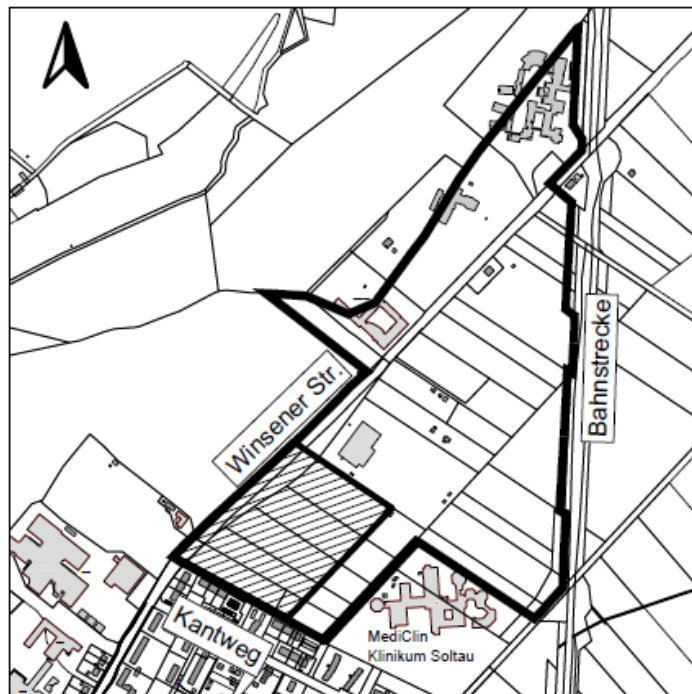 Bahnstrecke
Winsener Str.
Kantweg
MediClin
Klinikum Soltau